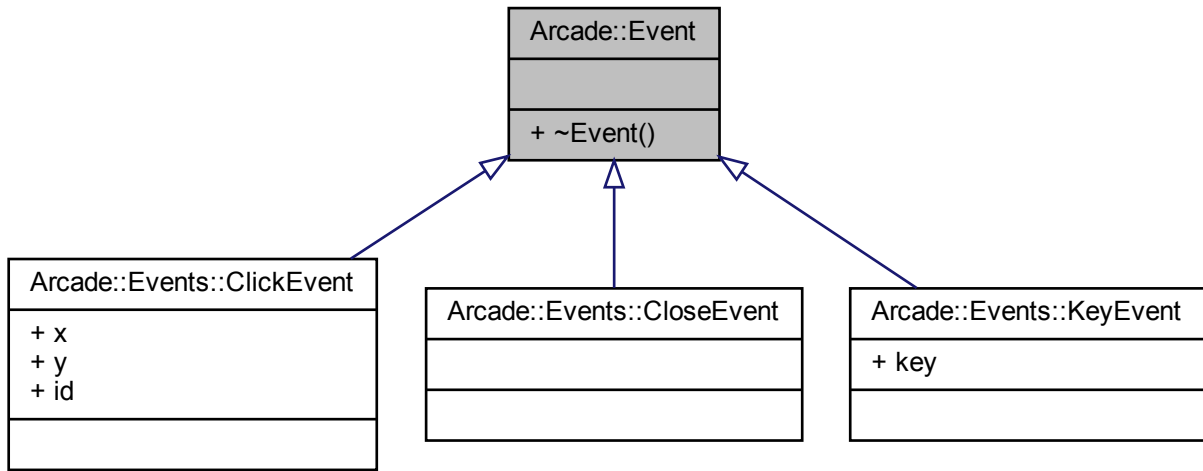 Arcade::Event
+ ~Event()
Arcade::Events::ClickEvent
+ x
+ y
+ id
Arcade::Events::CloseEvent
Arcade::Events::KeyEvent
+ key